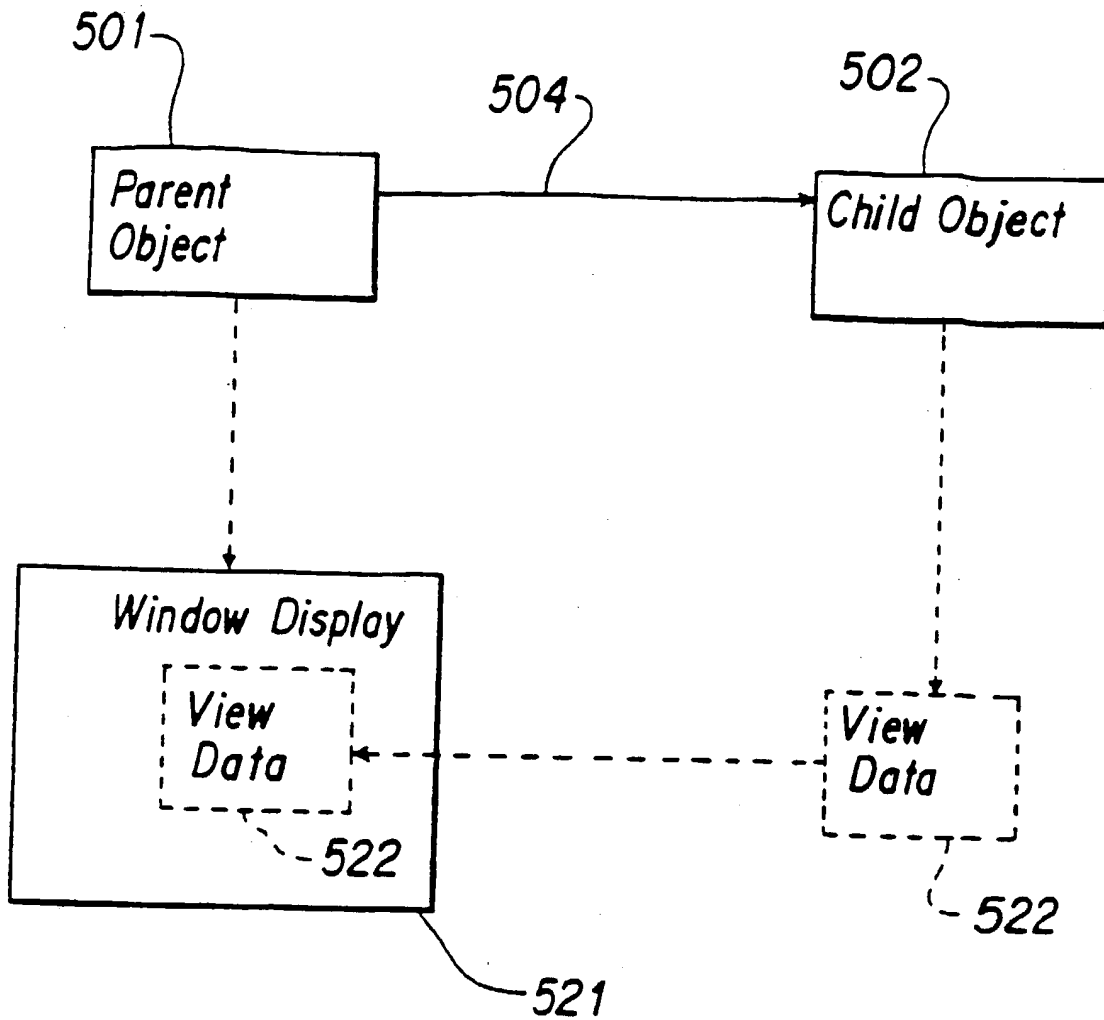 501
502
504
Parent
Object
Child Object
Window Display
View
Data
View
Data
522
522
521